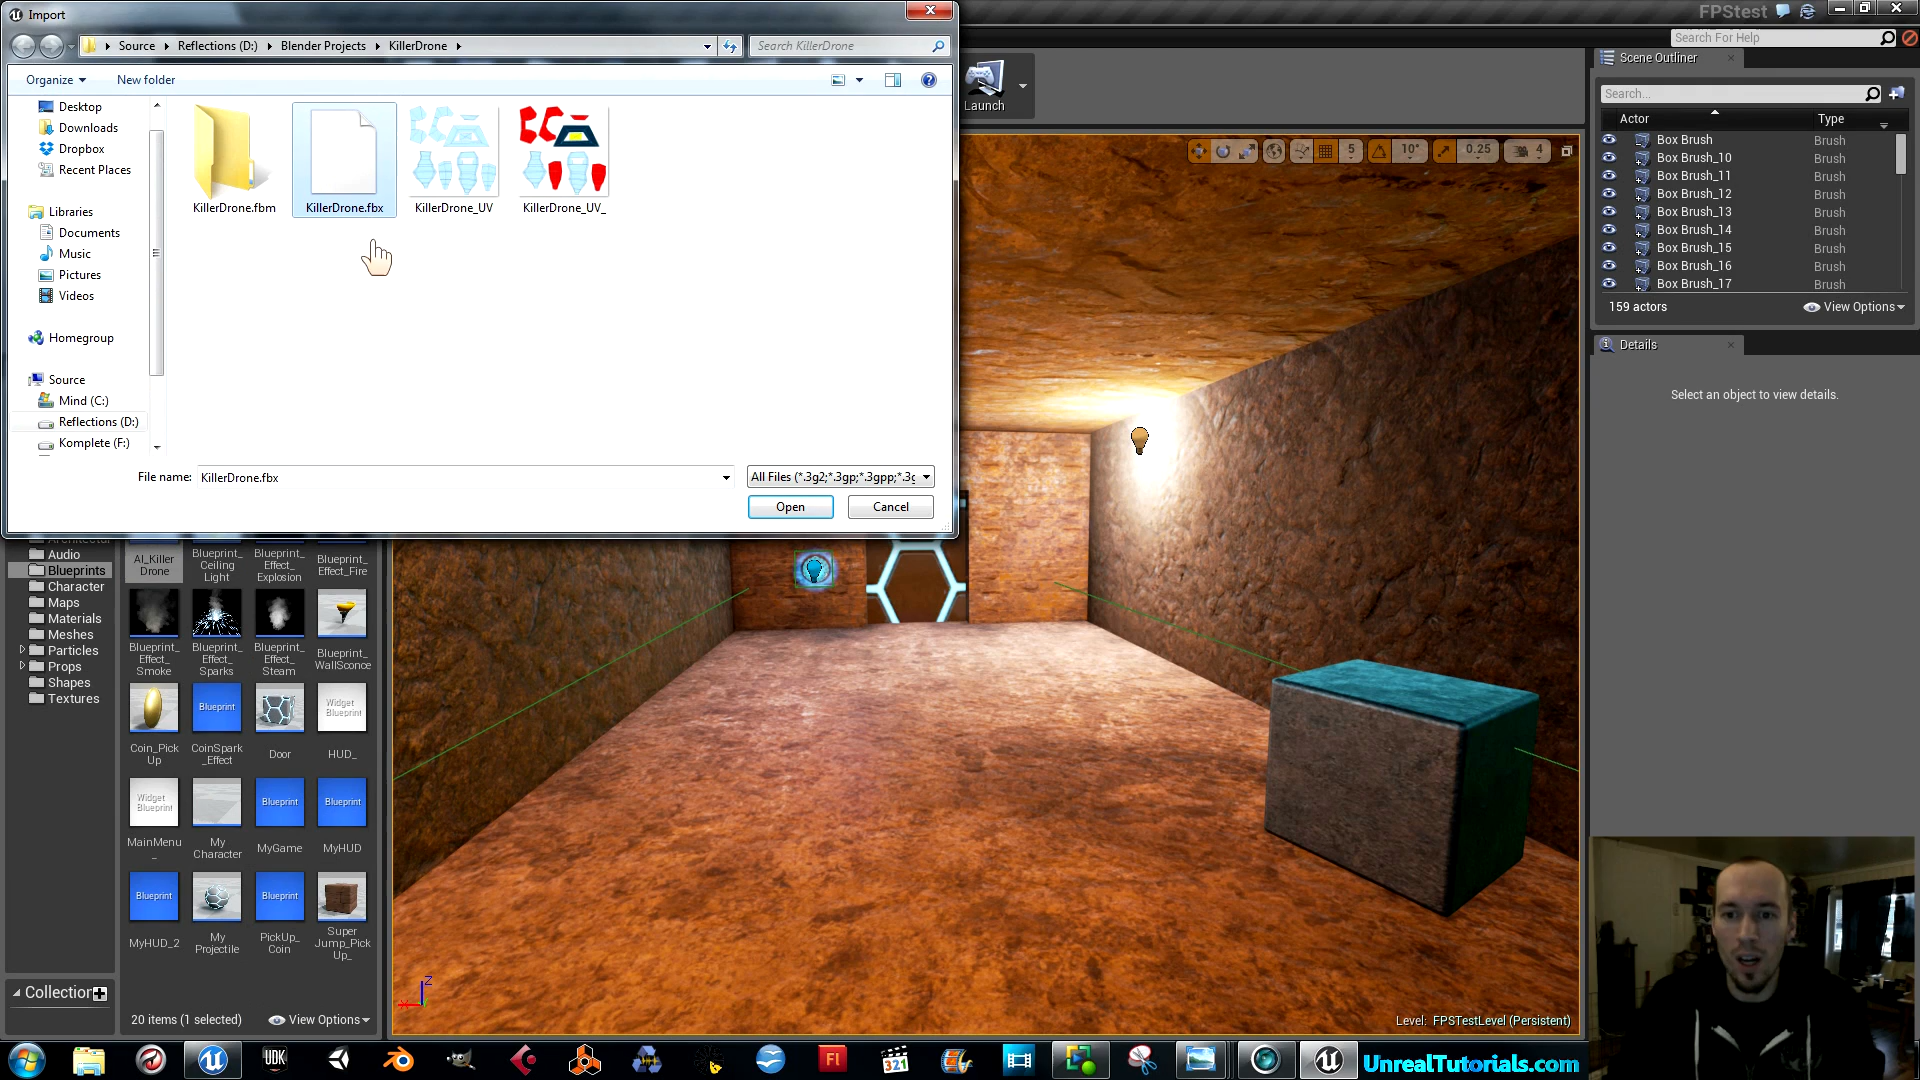 Import
Source ▸ Reflections (D:) ▸ Blender Projects ▸ KillerDrone ▸
Search KillerDrone
Organize
New folder
Desktop
Downloads
Dropbox
Recent Places
Libraries
Documents
Music
Pictures
Videos
Homegroup
Source
Mind (C:)
Reflections (D:)
Komplete (F:)
KillerDrone.fbm
KillerDrone.fbx
KillerDrone_UV
KillerDrone_UV_
File name:
KillerDrone.fbx
All Files (*.3g2;*.3gp;*.3gpp;*.3g
Open
Cancel
FPStest
Search For Help
Launch
5
10°
0.25
4
Scene Outliner
Search...
Actor
Type
Box Brush
Brush
Box Brush_10
Brush
Box Brush_11
Brush
Box Brush_12
Brush
Box Brush_13
Brush
Box Brush_14
Brush
Box Brush_15
Brush
Box Brush_16
Brush
Box Brush_17
Brush
159 actors
View Options
Details
Select an object to view details.
Audio
Blueprints
Character
Maps
Materials
Meshes
Particles
Props
Shapes
Textures
Collection
AI_Killer
Drone
Blueprint_
Ceiling
Light
Blueprint_
Effect_
Explosion
Blueprint_
Effect_Fire
Blueprint_
Effect_
Smoke
Blueprint_
Effect_
Sparks
Blueprint_
Effect_
Steam
Blueprint_
WallSconce
Blueprint
Widget
Blueprint
Coin_Pick
Up
CoinSpark
_Effect
Door
HUD_
Widget
Blueprint
Blueprint
Blueprint
MainMenu
_
My
Character
MyGame
MyHUD
Blueprint
Blueprint
MyHUD_2
My
Projectile
PickUp_
Coin
Super
Jump_Pick
Up_
20 items (1 selected)
View Options
Z
X
Level: FPSTestLevel (Persistent)
UDK
Fl
321
UnrealTutorials.com